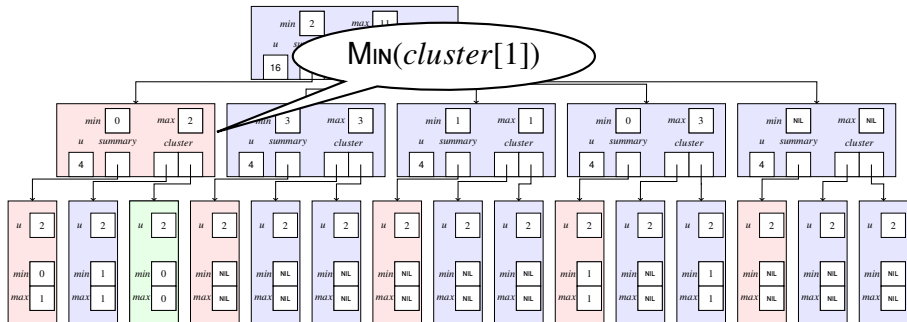 min 2 max 11
u
16
MIN(cluster[1])
min 0 max 2 min 3 max 3 min 1 max 1 min 0 max 3 min NIL max NIL
u summary cluster u summary cluster u summary cluster u summary cluster u summary cluster
4 4 4 4 4
u 2 u 2 u 2 u 2 u 2 u 2 u 2 u 2 u 2 u 2 u 2 u 2 u 2 u 2 u 2
min 0 min 1 min 0 min NIL min NIL min NIL min NIL min NIL min NIL min 1 min NIL min 1 min NIL min NIL min NIL
max 1 max 1 max 0 max NIL max NIL max NIL max NIL max NIL max NIL max 1 max NIL max 1 max NIL max NIL max NIL